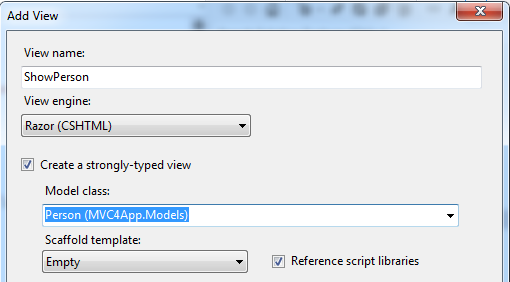 Add View
View name:
ShowPerson
View engine:
Razor (CSHTML)
Create a strongly-typed view
Model class:
Person (MVC4App.Models)
Scaffold template:
Empty
Reference script libraries